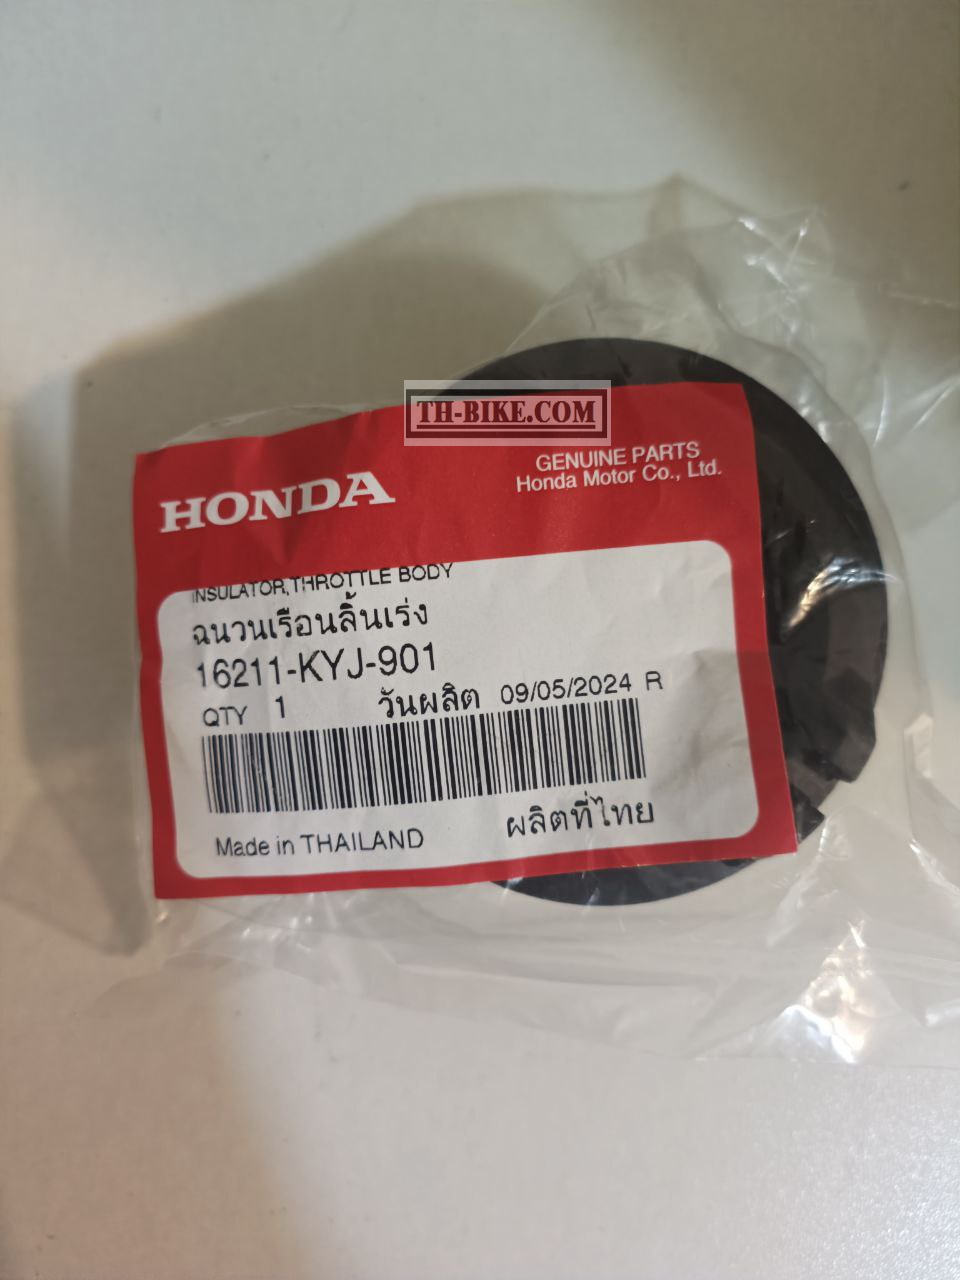 TH-BIKE.COM
HONDA
GENUINE PARTS
Honda Motor Co., Ltd.
INSULATOR,THROTTLE BODY
ฉนวนเรือนลิ้นเร่ง
16211-KYJ-901
QTY 1 วันผลิต 09/05/2024 R
Made in THAILAND ผลิตที่ไทย